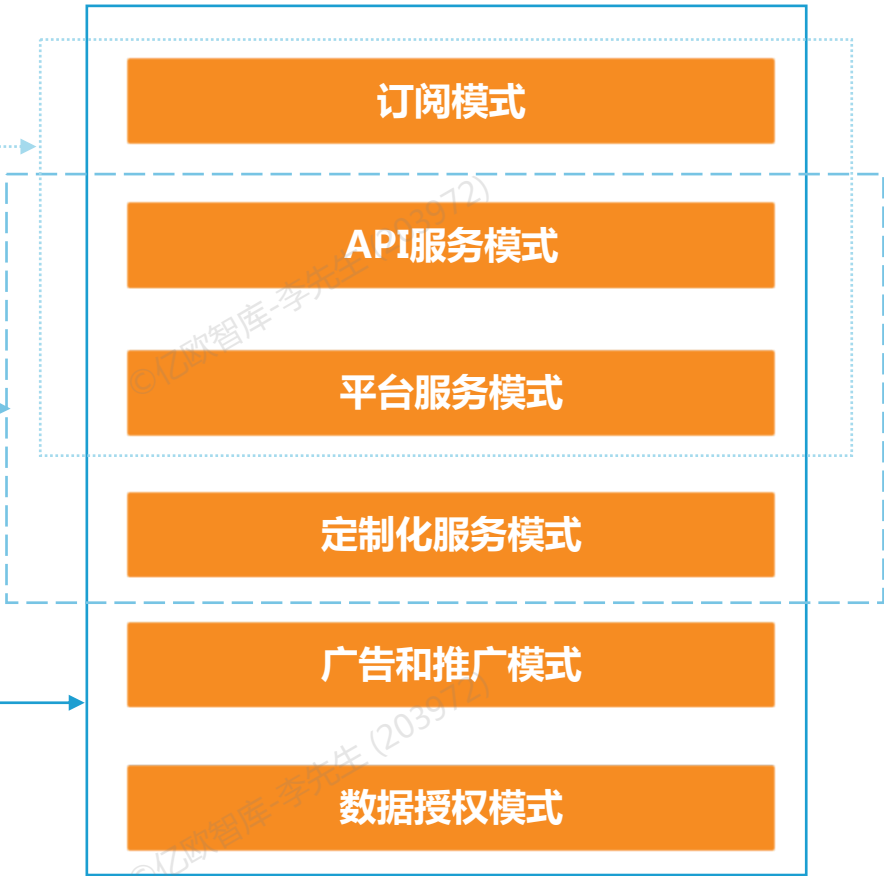 订阅模式
API服务模式
©亿欧智库-李先生 (203972)
平台服务模式
定制化服务模式
广告和推广模式
©亿欧智库-李先生 (203972)
数据授权模式